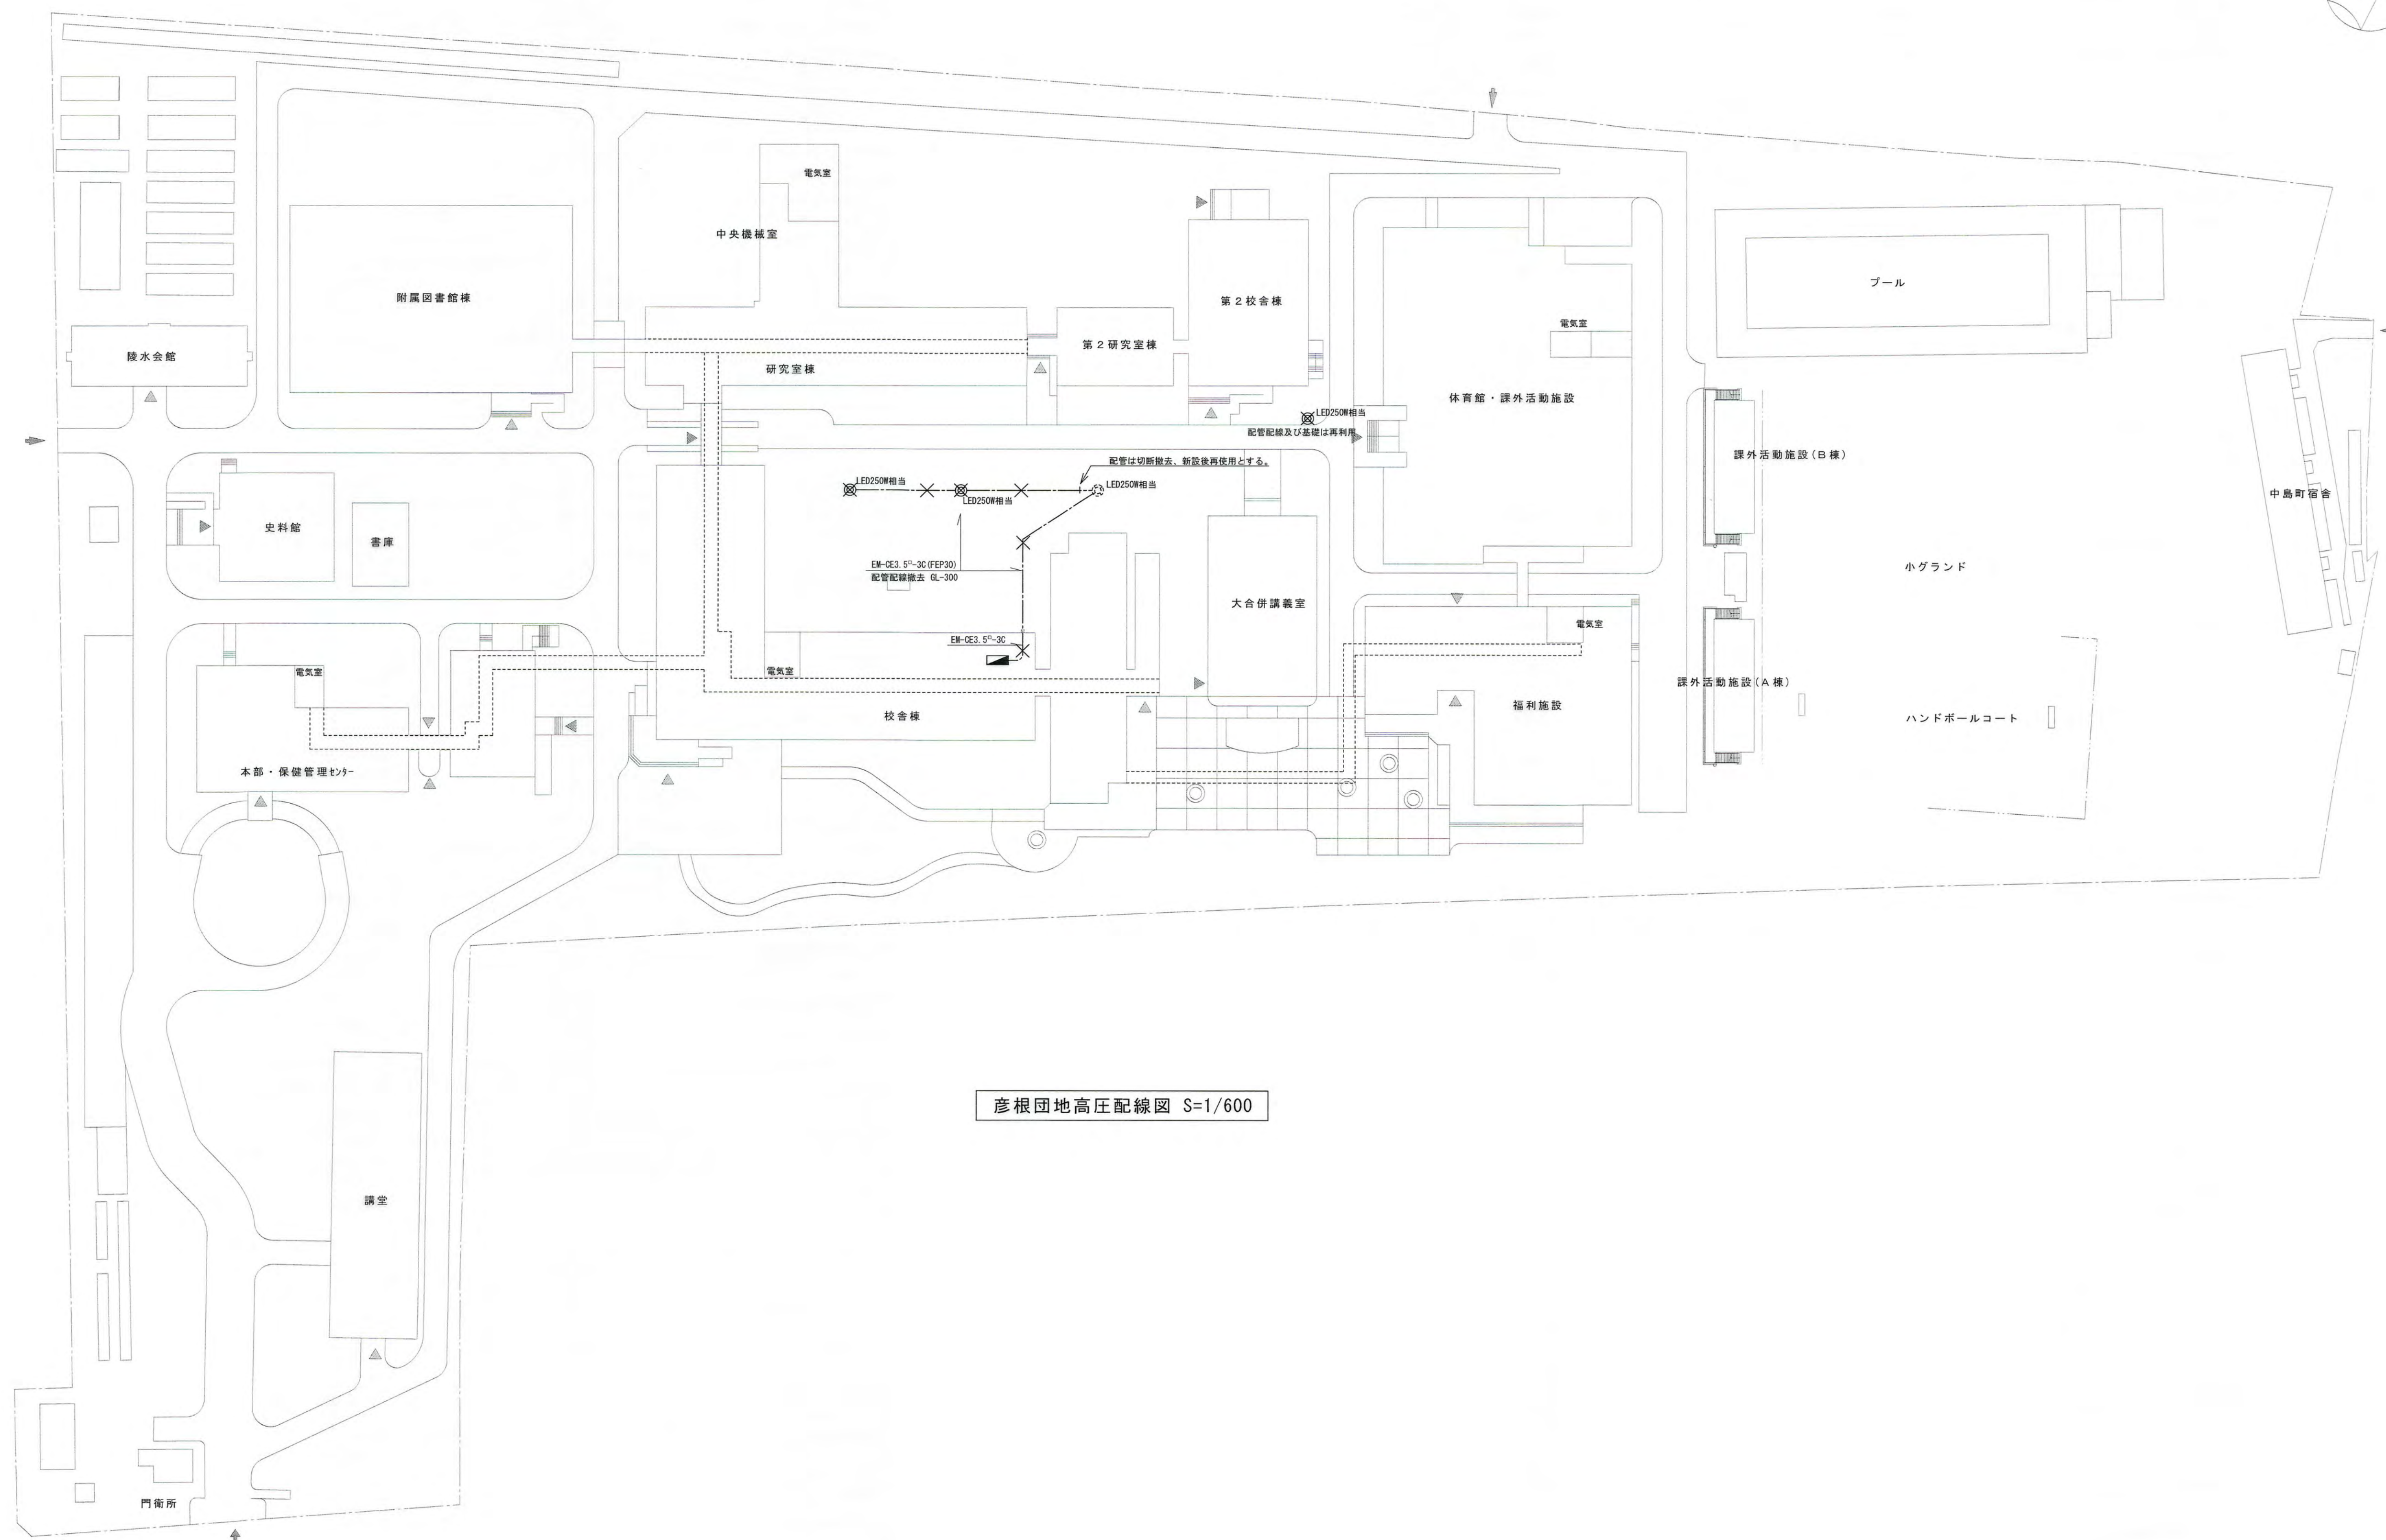 電気室
中央機械室
附属図書館棟
第2校舎棟
プール
電気室
陵水会館
第2研究室棟
研究室棟
体育館・課外活動施設
LED250W相当
配管配線及び基礎は再利用
課外活動施設(B棟)
配管は切断撤去、新設後再使用とする。
LED250W相当
LED250W相当
LED250W相当
中島町宿舎
史料館
書庫
EM-CE3.5□-3C(FEP30)
配管配線撤去 GL-300
小グランド
大合併講義室
電気室
EM-CE3.5□-3C
電気室
電気室
課外活動施設(A棟)
福利施設
校舎棟
ハンドボールコート
本部・保健管理センター
彦根団地高圧配線図 S=1/600
講堂
門衛所